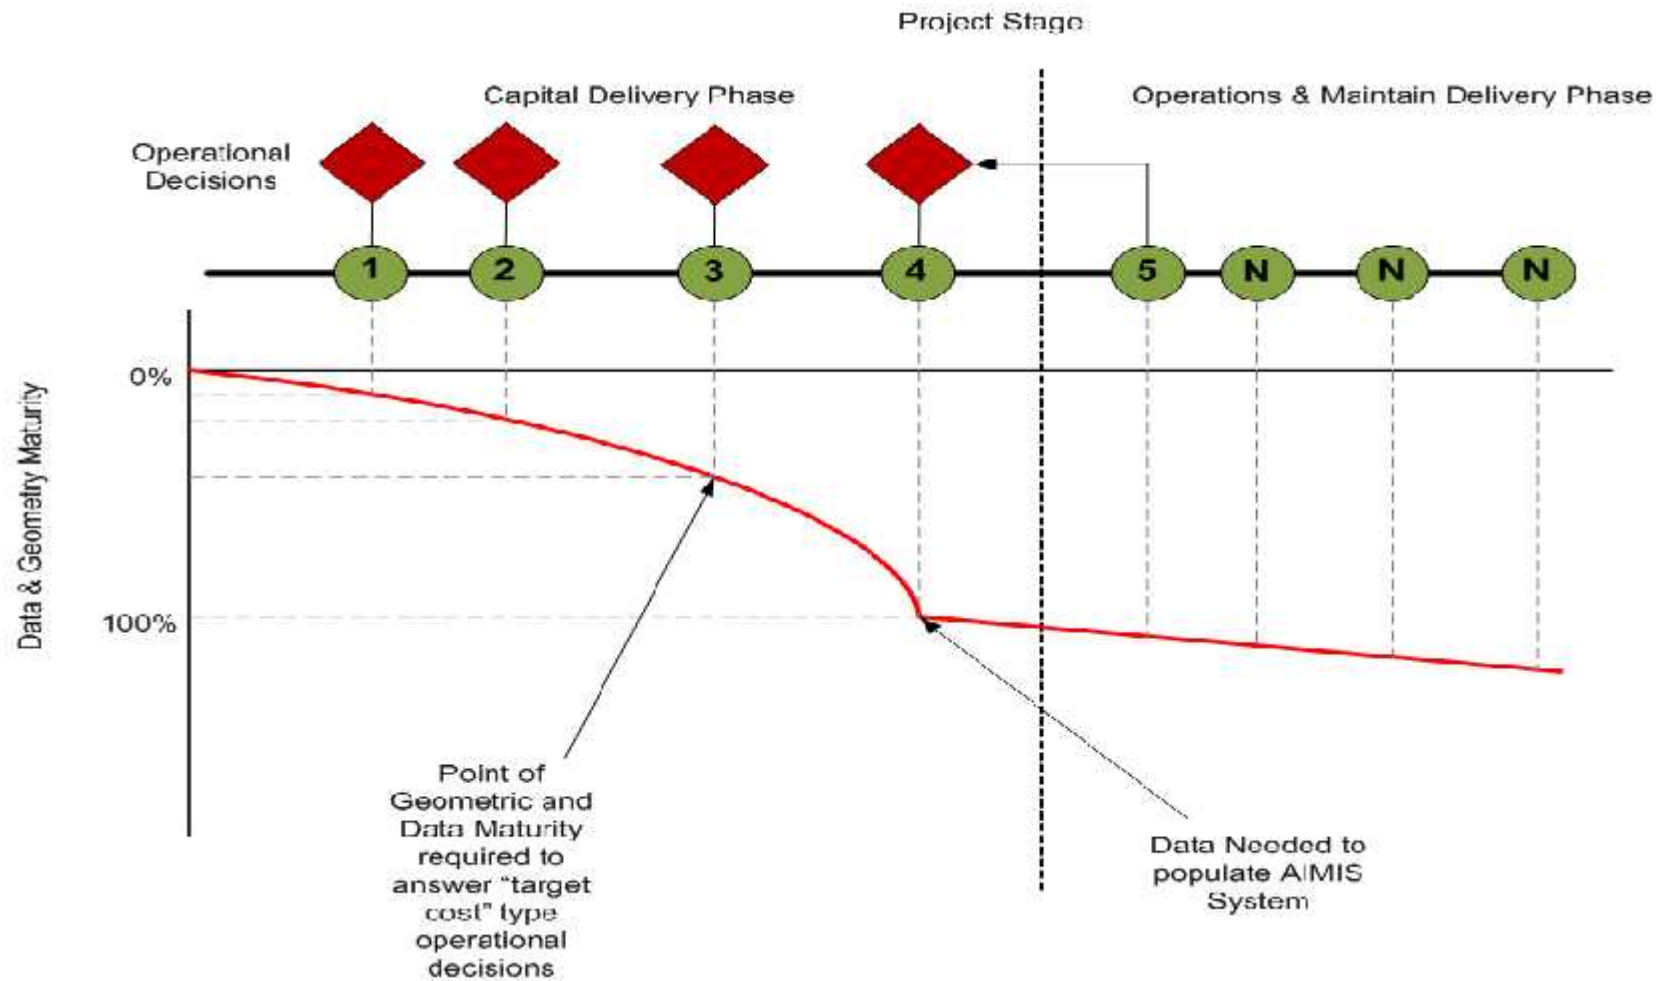 Project Stage
Capital Delivery Phase
Operations & Maintain Delivery Phase
Operational
Decisions
1
2
3
4
5
N
N
N
0%
100%
Data & Geometry Maturity
Point of
Geometric and
Data Maturity
required to
answer "target
cost" type
operational
decisions
Data Needed to
populate AIMIS
System